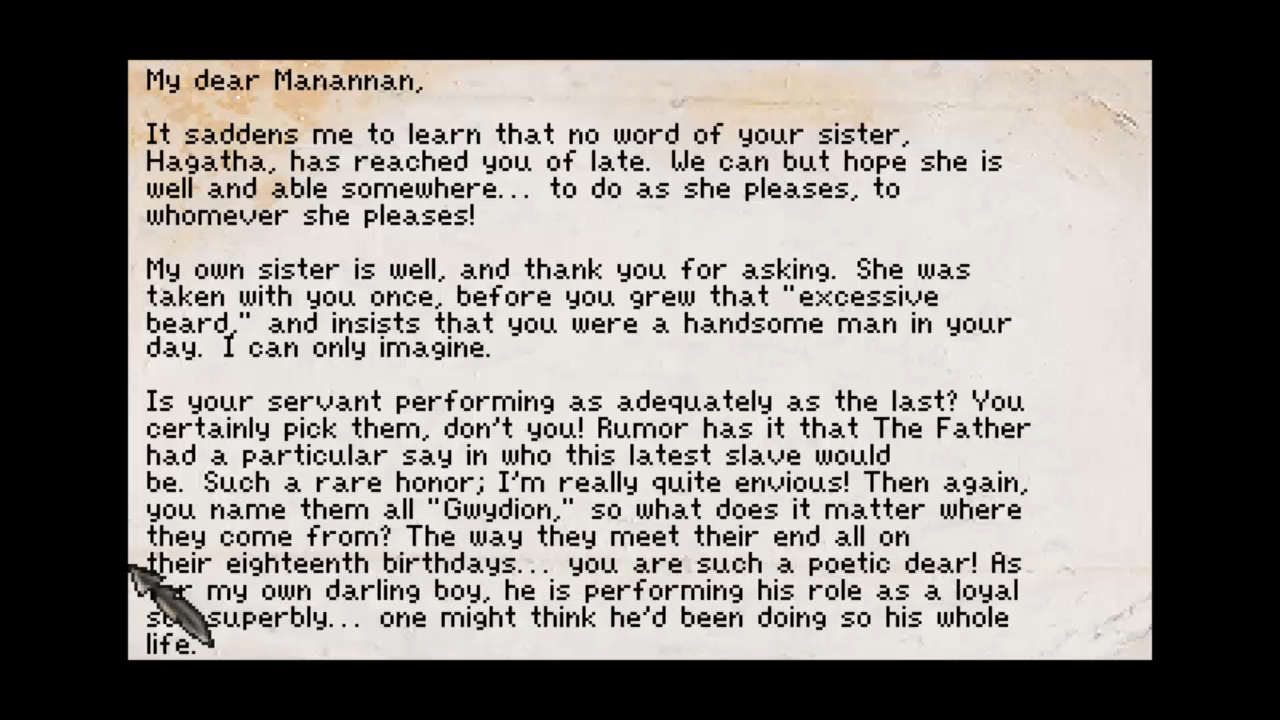 My dear Manannan,
It saddens me to learn that no word of your sister,
Hagatha, has reached you of late. We can but hope she is
well and able somewhere... to do as she pleases, to
whomever she pleases!
My own sister is well, and thank you for asking. She was
taken with you once, before you grew that "excessive
beard," and insists that you were a handsome man in your
day. I can only imagine.
Is your servant performing as adequately as the last? You
certainly pick them, don't you! Rumor has it that The Father
had a particular say in who this latest slave would
be. Such a rare honor; I'm really quite envious! Then again,
you name them all "Gwydion," so what does it matter where
they come from? The way they meet their end all on
their eighteenth birthdays... you are such a poetic dear! As
my own darling boy, he is performing his role as a loyal
superbly... one might think he'd been doing so his whole
life.